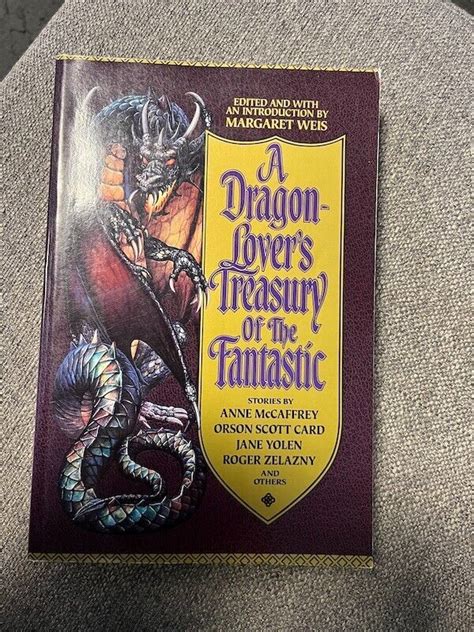 EDITED AND WITH
AN INTRODUCTION BY
MARGARET WEIS
A
Dragon-
Lover's
Treasury
Of The
Fantastic
STORIES BY
ANNE McCAFFREY
ORSON SCOTT CARD
JANE YOLEN
ROGER ZELAZNY
AND
OTHERS